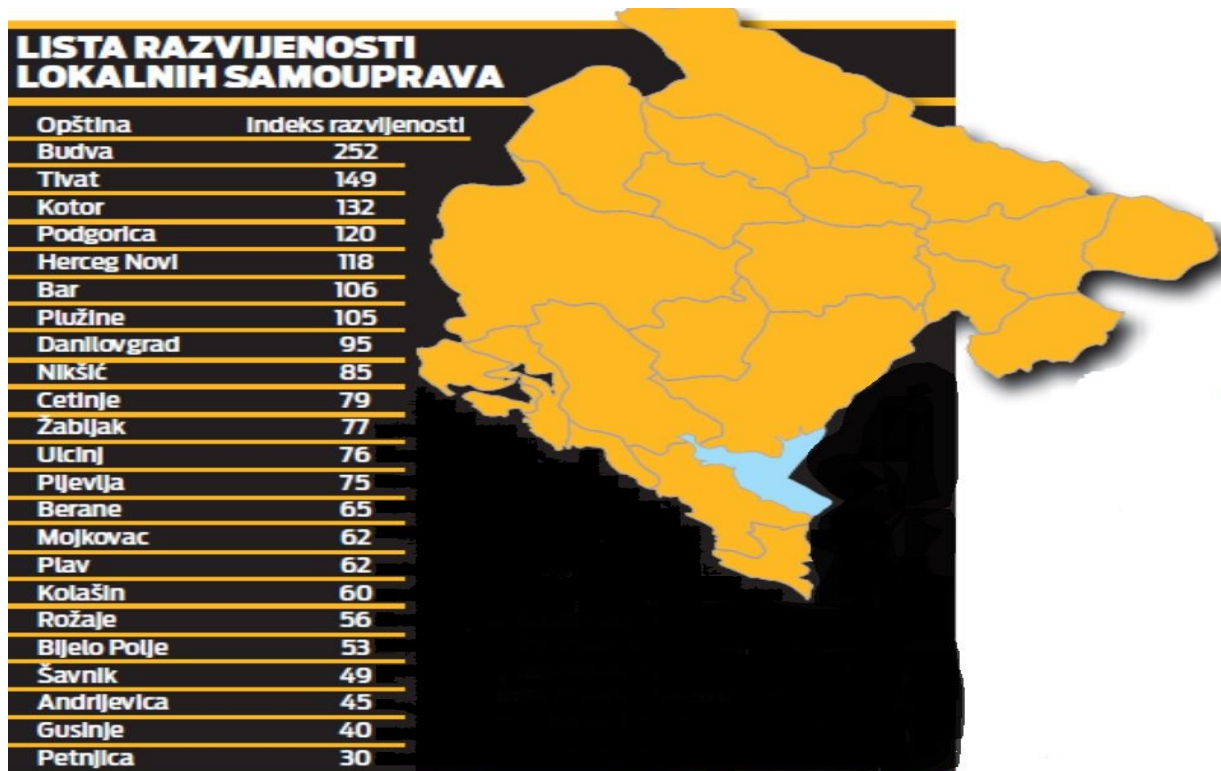 LISTA RAZVIJENOSTI
LOKALNIH SAMOUPRAVA
Opština Indeks razvijenosti
Budva 252
Tivat 149
Kotor 132
Podgorica 120
Herceg Novi 118
Bar 106
Plužine 105
Danilovgrad 95
Nikšić 85
Cetinje 79
Žabljak 77
Ulcinj 76
Pljevlja 75
Berane 65
Mojkovac 62
Plav 62
Kolašin 60
Rožaje 56
Bijelo Polje 53
Šavnik 49
Andrijevica 45
Gusinje 40
Petnjica 30